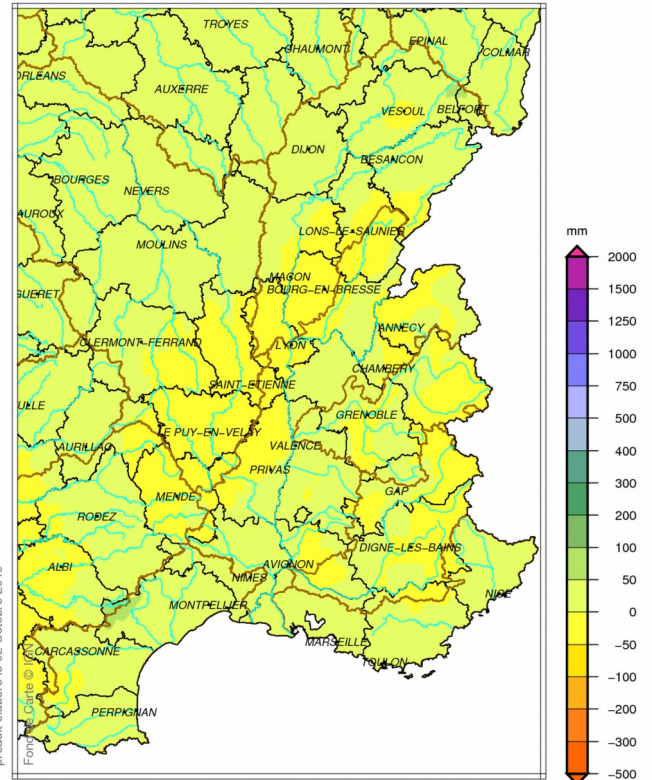 TROYES
CHAUMONT
EPINAL
COLMAR
ORLEANS
AUXERRE
VESOUL
BELFORT
DIJON
BESANCON
BOURGES
NEVERS
AUROUX
LONS-LE-SAUNIER
MOULINS
mm
2000
MACON
BOURG-EN-BRESSE
1500
GUERET
1250
ANNECY
CLERMONT-FERRAND
LYON
1000
CHAMBERY
SAINT-ETIENNE
750
ULLE
GRENOBLE
500
LE PUY-EN-VELAY
AURILLAC
VALENCE
400
PRIVAS
300
MENDE
GAP
RODEZ
200
DIGNE-LES-BAINS
100
ALBI
AVIGNON
NIMES
50
NICE
MONTPELLIER
0
MARSEILLE
CARCASSONNE
−50
TOULON
−100
PERPIGNAN
−200
−300
−500
Fond de Carte © IGN